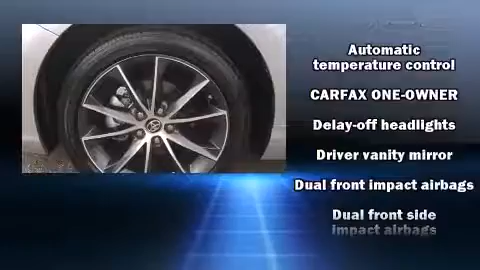 Automatic
temperature control
CARFAX ONE-OWNER
Delay-off headlights
Driver vanity mirror
Dual front impact airbags
Dual front side
impact airbags